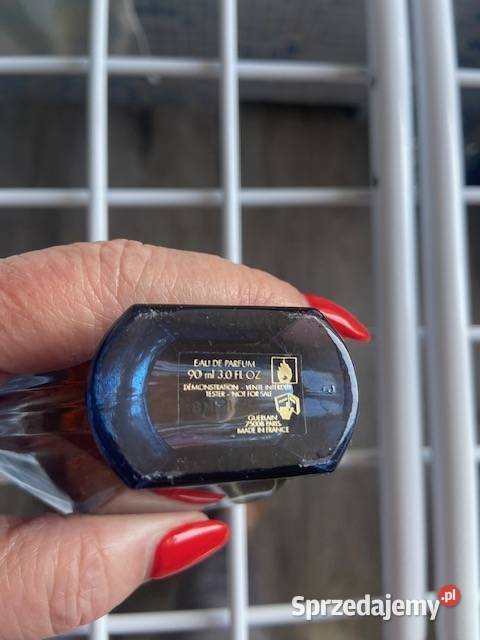 EAU DE PARFUM
90 ml 3.0 FL OZ
DÉMONSTRATION - VENTE INTERDITE
TESTER - NOT FOR SALE
GUERLAIN
75008 PARIS
MADE IN FRANCE
Sprzedajemy.pl